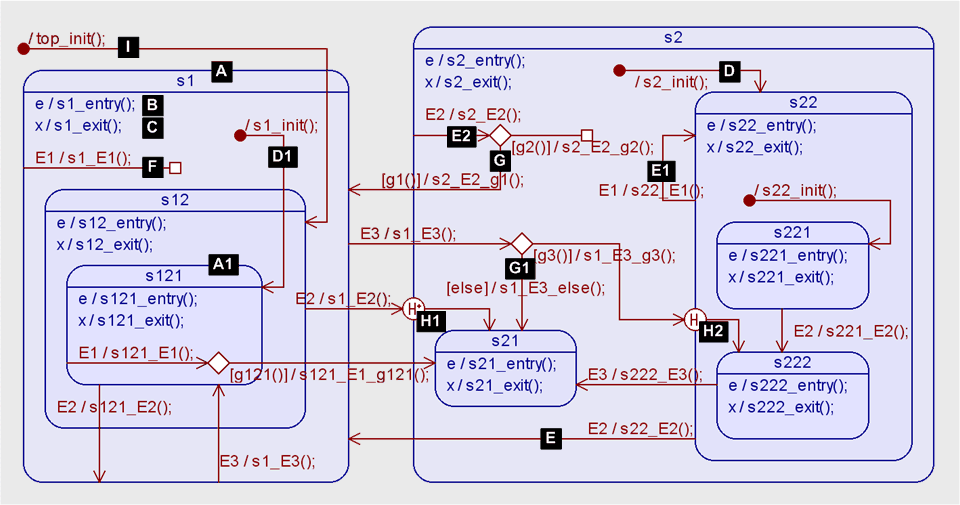 / top_init();
I
A
s1
e / s1_entry();
B
x / s1_exit();
C
/ s1_init();
D1
E1 / s1_E1();
F
s12
e / s12_entry();
x / s12_exit();
A1
s121
e / s121_entry();
x / s121_exit();
E1 / s121_E1();
[g121()] / s121_E1_g121();
E2 / s121_E2();
E3 / s1_E3();
E2 / s1_E2();
H*
H1
E3 / s1_E3();
s2
e / s2_entry();
x / s2_exit();
D
/ s2_init();
E2 / s2_E2();
E2
[g2()] / s2_E2_g2();
G
[g1()] / s2_E2_g1();
[g3()] / s1_E3_g3();
G1
[else] / s1_E3_else();
s21
e / s21_entry();
x / s21_exit();
s22
e / s22_entry();
x / s22_exit();
E1
E1 / s22_E1();
/ s22_init();
s221
e / s221_entry();
x / s221_exit();
E2 / s221_E2();
H
H2
s222
e / s222_entry();
x / s222_exit();
E3 / s222_E3();
E2 / s22_E2();
E